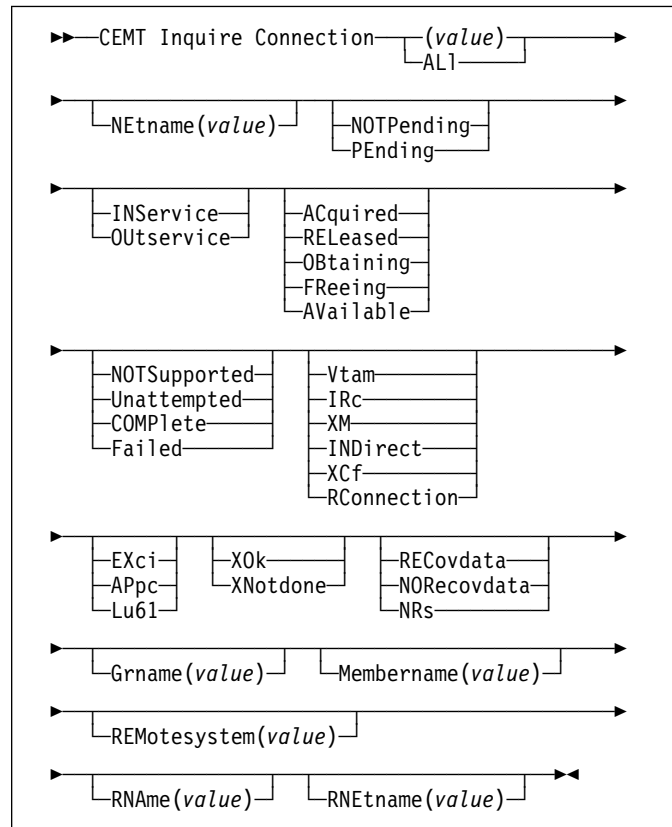 CEMT Inquire Connection (value)
ALl
NEtname(value) NOTPending
PEnding
INService ACquired
OUtservice RELeased
OBtaining
FReeing
AVailable
NOTSupported Vtam
Unattempted IRc
COMPlete XM
Failed INDirect
XCf
RConnection
EXci XOk RECovdata
APpc XNotdone NORecovdata
Lu61 NRs
Grname(value) Membername(value)
REMotesystem(value)
RNAme(value) RNEtname(value)